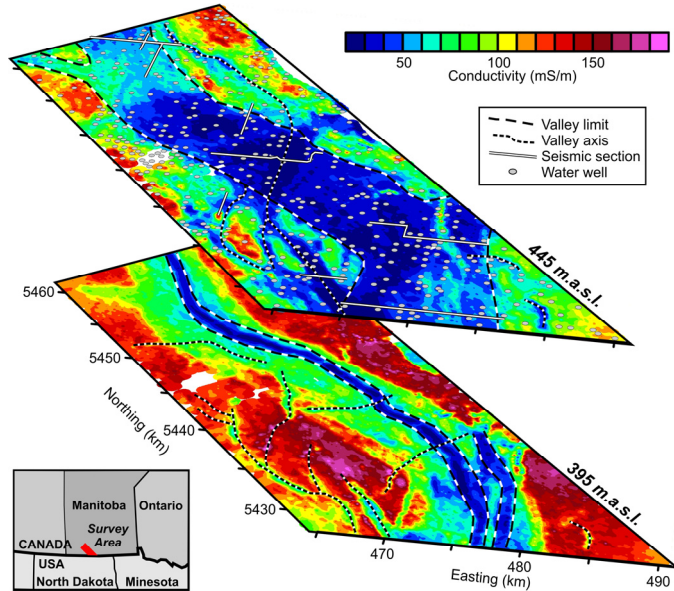 50
100
150
Conductivity (mS/m)
Valley limit
Valley axis
Seismic section
Water well
445 m.a.s.l.
5460
5450
5440
5430
Northing (km)
395 m.a.s.l.
470
480
490
Easting (km)
Manitoba
Ontario
Survey
Area
CANADA
USA
North Dakota
Minesota